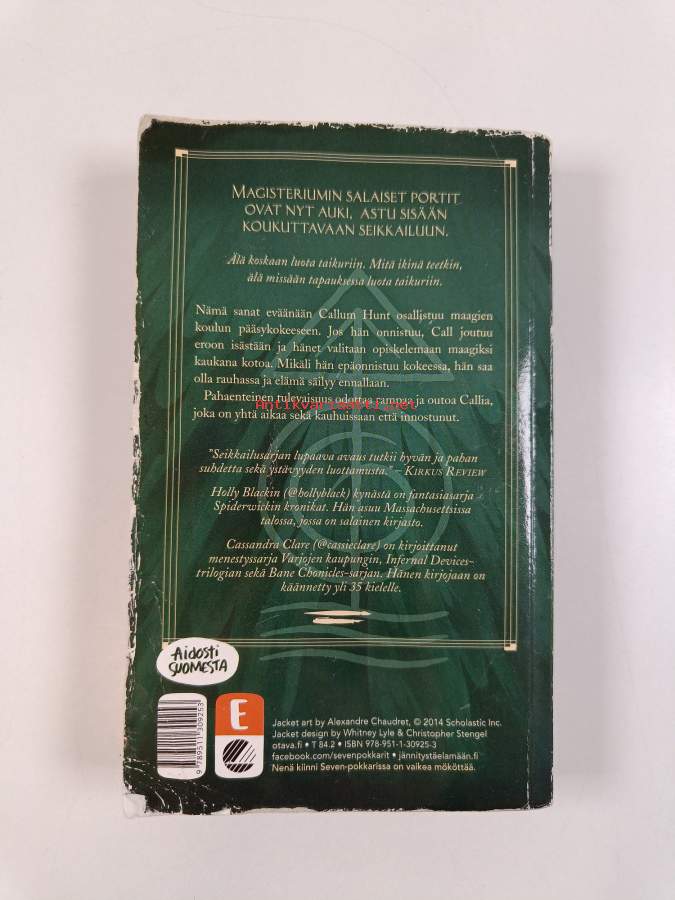 MAGISTERIUMIN SALAISET PORTIT
OVAT NYT AUKI, ASTU SISÄÄN
KOUKUTTAVAAN SEIKKAILUUN.
Älä koskaan luota taikuriin. Mitä ikinä teetkin,
älä missään tapauksessa luota taikuriin.
Nämä sanat eväänään Callum Hunt osallistuu maagien
koulun pääsykokeeseen. Jos hän onnistuu, Call joutuu
eroon isästään ja hänet valitaan opiskelemaan maagiksi
kaukana kotoa. Mikäli hän epäonnistuu kokeessa, hän saa
olla rauhassa ja elämä säilyy ennallaan.
Pahaenteinen tulevaisuus odottaa rampaa ja outoa Callia,
Antikvariaatti.net
joka on yhtä aikaa sekä kauhuissaan että innostunut.
"Seikkailusarjan lupaava avaus tutkii hyvän ja pahan
suhdetta sekä ystävyyden luottamusta." – KIRKUS REVIEW
Holly Blackin (@hollyblack) kynästä on fantasiasarja
Spiderwickin kronikat. Hän asuu Massachusettsissa
talossa, jossa on salainen kirjasto.
Cassandra Clare (@cassieclare) on kirjoittanut
menestyssarja Varjojen kaupungin, Infernal Devices-
trilogian sekä Bane Chonicles-sarjan. Hänen kirjojaan on
käännetty yli 35 kielelle.
Aidosti
SUOMESTA
9 789511 309253
E
Jacket art by Alexandre Chaudret, © 2014 Scholastic Inc.
Jacket design by Whitney Lyle & Christopher Stengel
otava.fi • T 84.2 • ISBN 978-951-1-30925-3
facebook.com/sevenpokkarit • jännitystäelämään.fi
Nenä kiinni Seven-pokkarissa on vaikea mököttää.